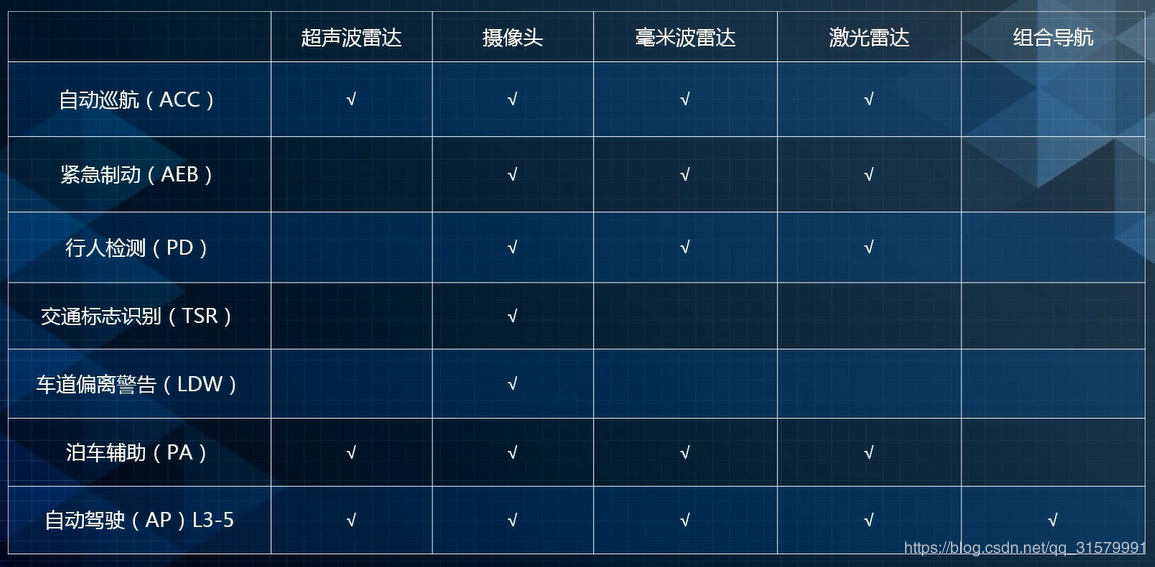 超声波雷达 摄像头 毫米波雷达 激光雷达 组合导航
自动巡航（ACC） √ √ √ √
紧急制动（AEB） √ √ √
行人检测（PD） √ √ √
交通标志识别（TSR） √
车道偏离警告（LDW） √
泊车辅助（PA） √ √ √ √
自动驾驶（AP）L3-5 √ √ √ √ √
https://blog.csdn.net/qq_31579991